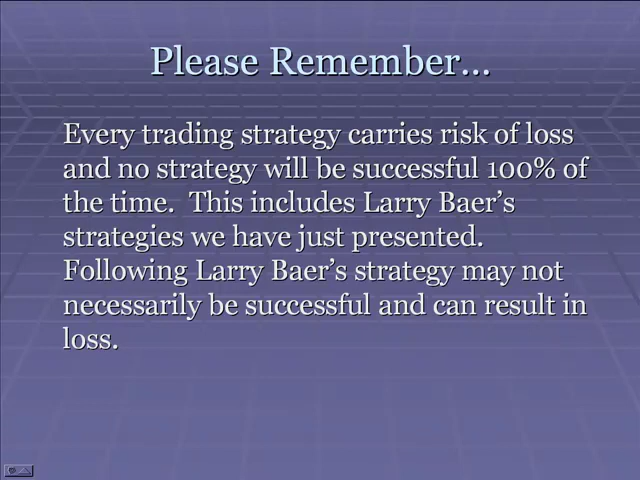 Please Remember...
Every trading strategy carries risk of loss
and no strategy will be successful 100% of
the time.  This includes Larry Baer’s
strategies we have just presented.
Following Larry Baer’s strategy may not
necessarily be successful and can result in
loss.